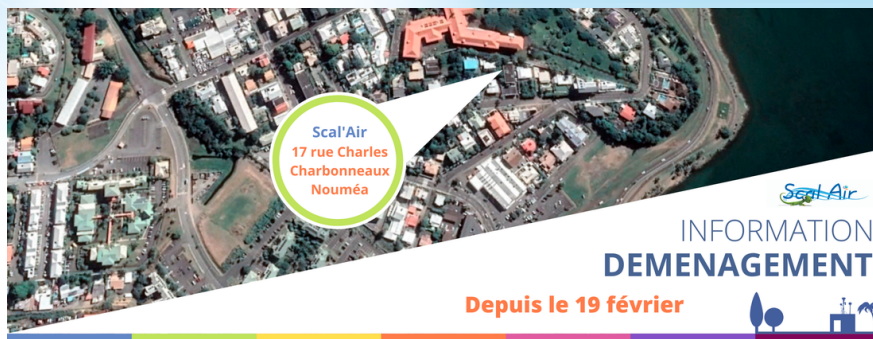 Scal'Air
17 rue Charles
Charbonneaux
Nouméa
Scal-Air
INFORMATION
DEMENAGEMENT
Depuis le 19 février